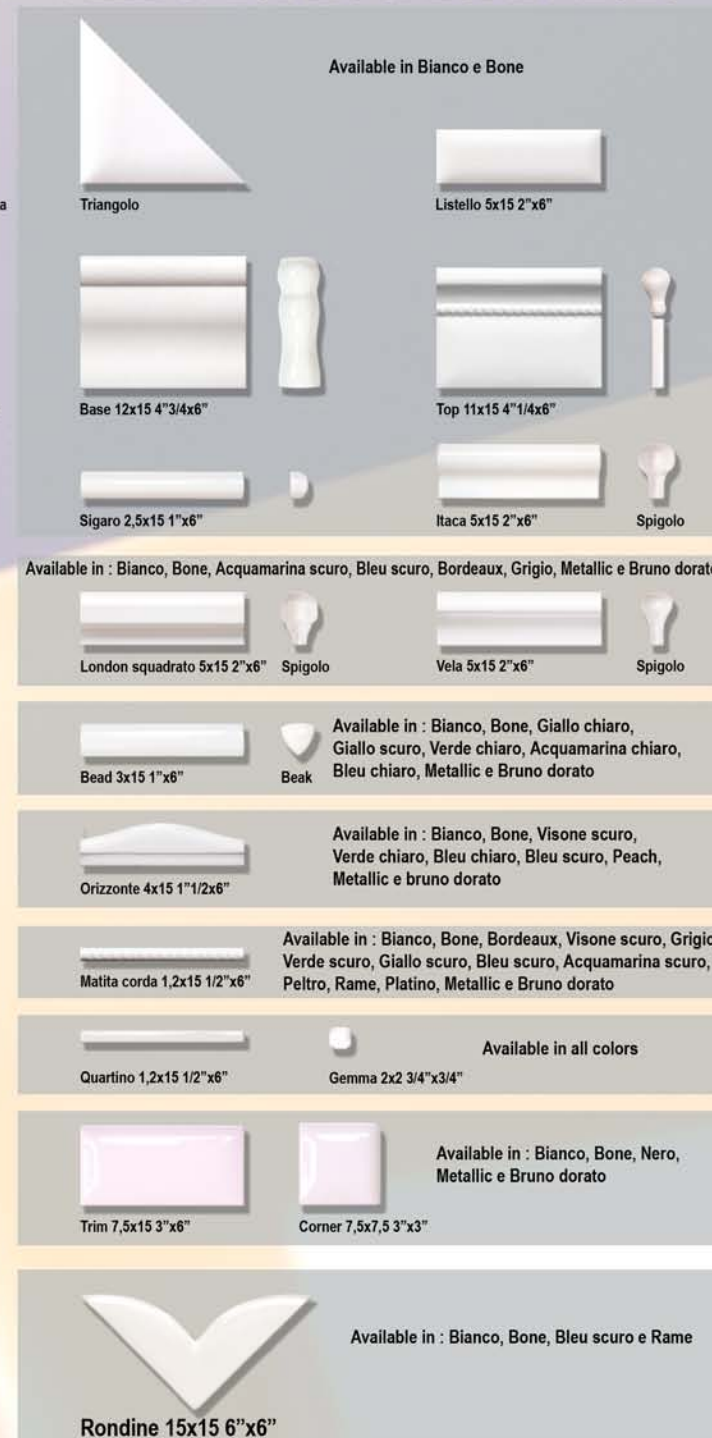 Available in Bianco e Bone
a
Triangolo
Listello 5x15 2”x6”
Base 12x15 4”3/4x6”
Top 11x15 4”1/4x6”
Sigaro 2,5x15 1”x6”
Itaca 5x15 2”x6”
Spigolo
Available in : Bianco, Bone, Acquamarina scuro, Bleu scuro, Bordeaux, Grigio, Metallic e Bruno dorato
London squadrato 5x15 2”x6”
Spigolo
Vela 5x15 2”x6”
Spigolo
Available in : Bianco, Bone, Giallo chiaro,
Giallo scuro, Verde chiaro, Acquamarina chiaro,
Bleu chiaro, Metallic e Bruno dorato
Bead 3x15 1”x6”
Beak
Available in : Bianco, Bone, Visone scuro,
Verde chiaro, Bleu chiaro, Bleu scuro, Peach,
Metallic e bruno dorato
Orizzonte 4x15 1”1/2x6”
Available in : Bianco, Bone, Bordeaux, Visone scuro, Grigio
Verde scuro, Giallo scuro, Bleu scuro, Acquamarina scuro,
Peltro, Rame, Platino, Metallic e Bruno dorato
Matita corda 1,2x15 1/2”x6”
Available in all colors
Quartino 1,2x15 1/2”x6”
Gemma 2x2 3/4”x3/4”
Available in : Bianco, Bone, Nero,
Metallic e Bruno dorato
Trim 7,5x15 3”x6”
Corner 7,5x7,5 3”x3”
Available in : Bianco, Bone, Bleu scuro e Rame
Rondine 15x15 6”x6”